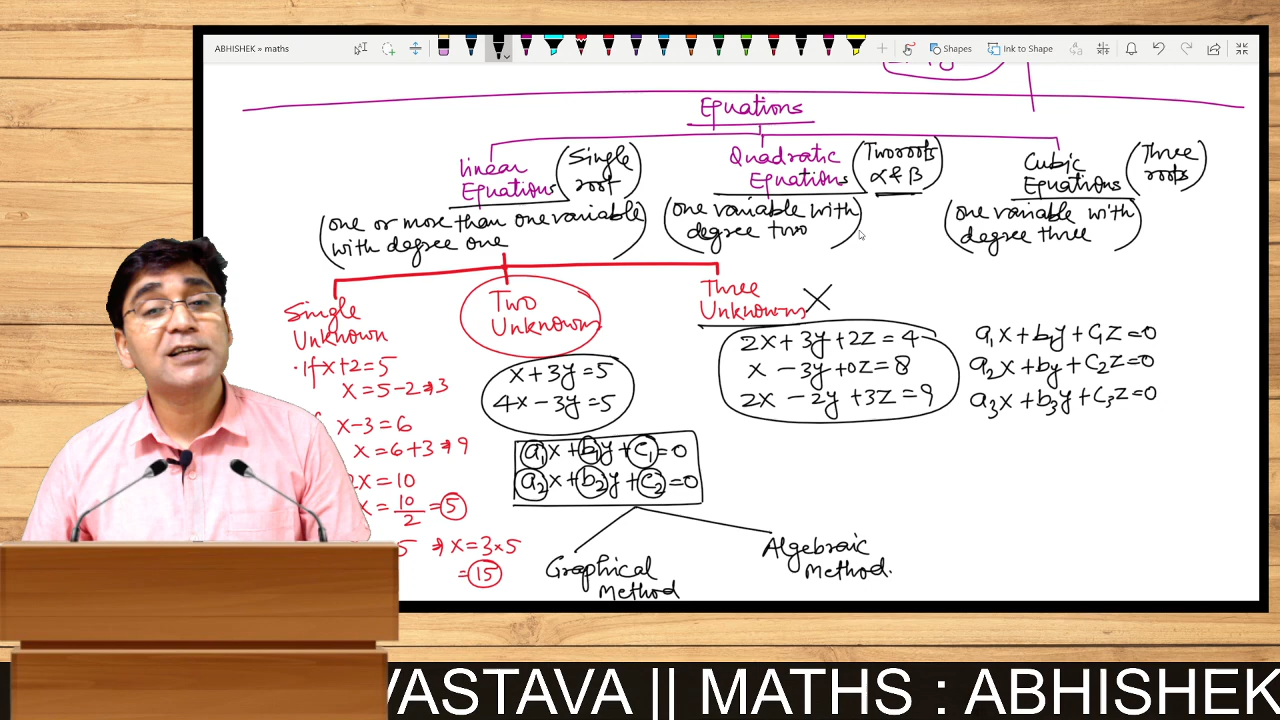 ABHISHEK » maths
Shapes
Ink to Shape
Equations
Linear
Equations
(Single
root)
Quadratic
Equations
(Two roots
α & β)
Cubic
Equations
(Three
roots)
(one or more than one variable
with degree one)
(one variable with
degree two)
(one variable with
degree three)
Single
Unknown
Two
Unknown
Three
Unknowns X
· If x+2=5
x=5-2⇒3
x-3=6
x=6+3⇒9
x=10
x=10/2=5
5 ⇒ x=3×5
=15
x+3y=5
4x-3y=5
a₁x+b₁y+c₁=0
a₂x+b₂y+c₂=0
Graphical
Method
Algebraic
Method.
2x+3y+2z=4
x-3y+0z=8
2x-2y+3z=9
a₁x+b₁y+c₁z=0
a₂x+by+c₂z=0
a₃x+b₃y+c₃z=0
VASTAVA || MATHS : ABHISHEK